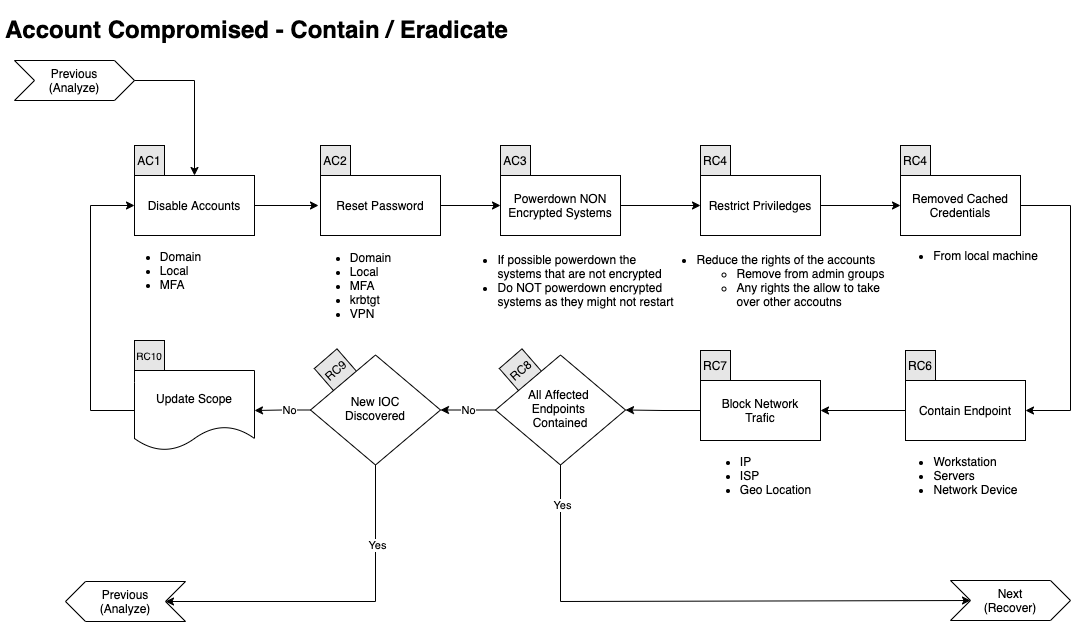 Account Compromised - Contain / Eradicate
Previous
(Analyze)
AC1
Disable Accounts
• Domain
• Local
• MFA
AC2
Reset Password
• Domain
• Local
• MFA
• krbtgt
• VPN
AC3
Powerdown NON
Encrypted Systems
• If possible powerdown the
systems that are not encrypted
• Do NOT powerdown encrypted
systems as they might not restart
RC4
Restrict Priviledges
• Reduce the rights of the accounts
○ Remove from admin groups
○ Any rights the allow to take
over other accoutns
RC4
Removed Cached
Credentials
• From local machine
RC6
Contain Endpoint
• Workstation
• Servers
• Network Device
RC7
Block Network
Trafic
• IP
• ISP
• Geo Location
RC8
All Affected
Endpoints
Contained
No
Yes
RC9
New IOC
Discovered
No
Yes
RC10
Update Scope
Previous
(Analyze)
Next
(Recover)